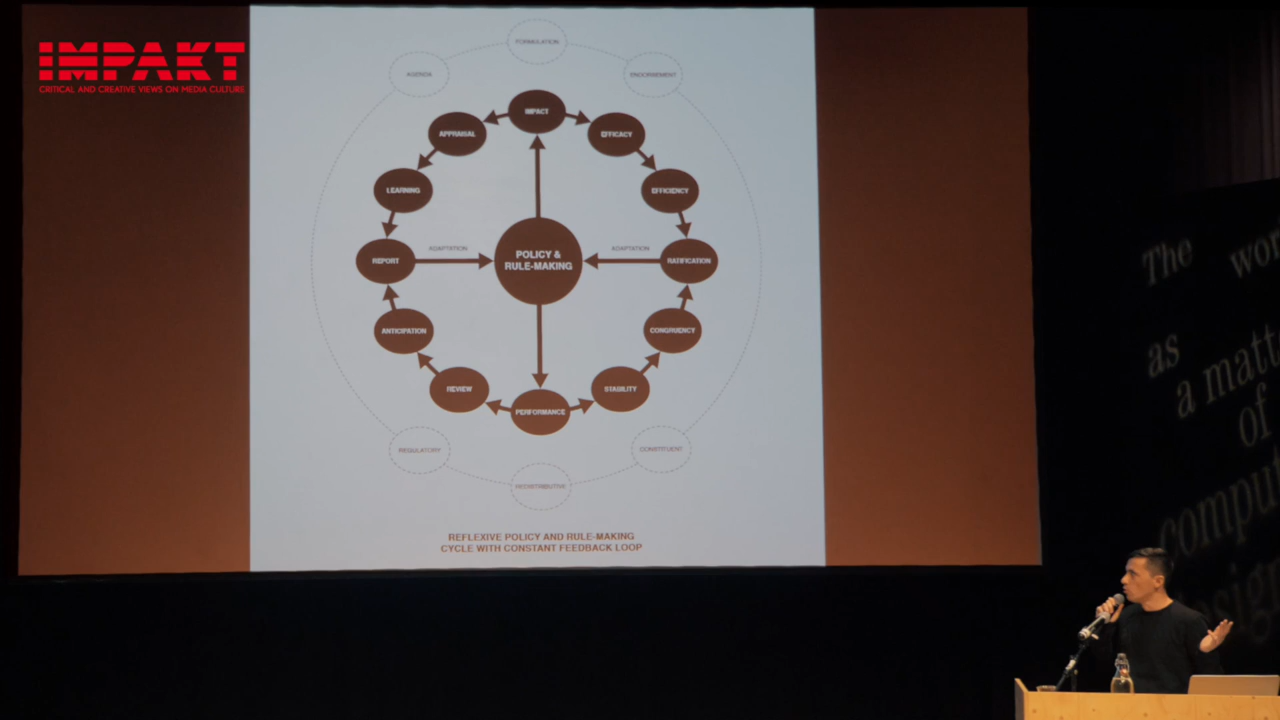 IMPAKT
CRITICAL AND CREATIVE VIEWS ON MEDIA CULTURE
FORMULATION
AGENDA
ENDORSEMENT
IMPACT
APPRAISAL
EFFICACY
LEARNING
EFFICIENCY
ADAPTATION
ADAPTATION
REPORT
POLICY &
RULE-MAKING
RATIFICATION
ANTICIPATION
CONGRUENCY
REVIEW
STABILITY
PERFORMANCE
REGULATORY
CONSTITUENT
REDISTRIBUTIVE
REFLEXIVE POLICY AND RULE-MAKING
CYCLE WITH CONSTANT FEEDBACK LOOP
The
as
a
of